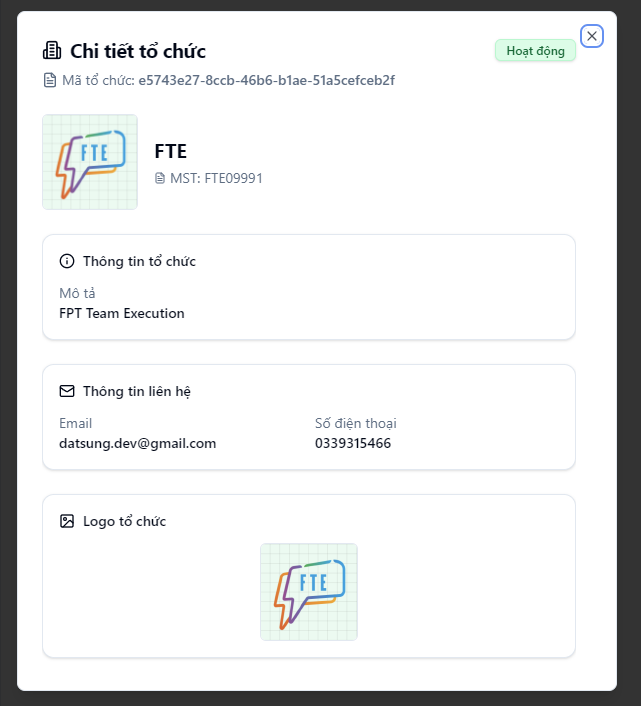 Chi tiết tổ chức
Hoạt động
Mã tổ chức: e5743e27-8ccb-46b6-b1ae-51a5cefceb2f
FTE
FTE
MST: FTE09991
Thông tin tổ chức
Mô tả
FPT Team Execution
Thông tin liên hệ
Email
Số điện thoại
datsung.dev@gmail.com
0339315466
Logo tổ chức
FTE